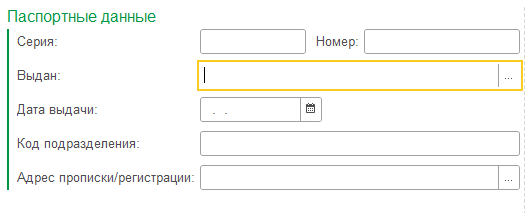 Паспортные данные
Серия: Номер:
Выдан: ...
Дата выдачи: . .
Код подразделения:
Адрес прописки/регистрации: ...